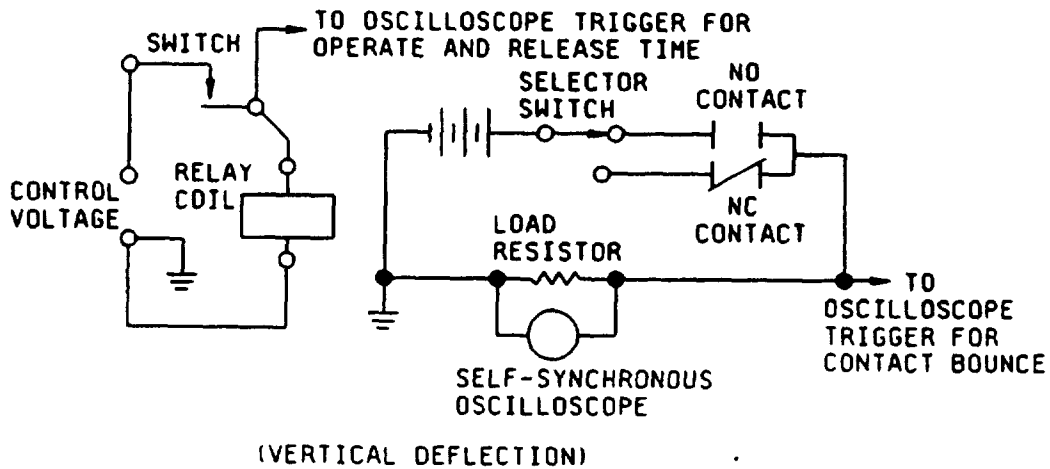 TO OSCILLOSCOPE TRIGGER FOR
OPERATE AND RELEASE TIME
SWITCH
SELECTOR
SWITCH
NO
CONTACT
CONTROL
VOLTAGE
RELAY
COIL
NC
CONTACT
LOAD
RESISTOR
TO
OSCILLOSCOPE
TRIGGER FOR
CONTACT BOUNCE
SELF-SYNCHRONOUS
OSCILLOSCOPE
(VERTICAL DEFLECTION)